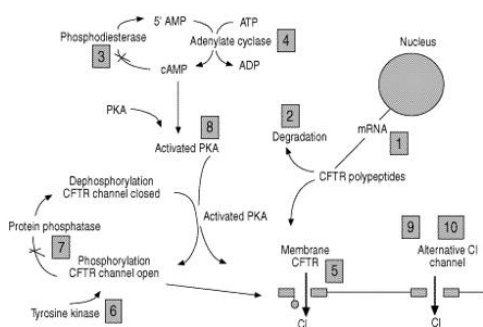 5' AMP
ATP
Phosphodiesterase
3
Adenylate cyclase
4
cAMP
ADP
Nucleus
PKA
8
2
mRNA
1
Activated PKA
Degradation
CFTR polypeptides
Dephosphorylation
CFTR channel closed
Activated PKA
Protein phosphatase
7
9
10
Phosphorylation
CFTR channel open
Membrane
CFTR
5
Alternative Cl
channel
Tyrosine kinase
6
Cl
Cl